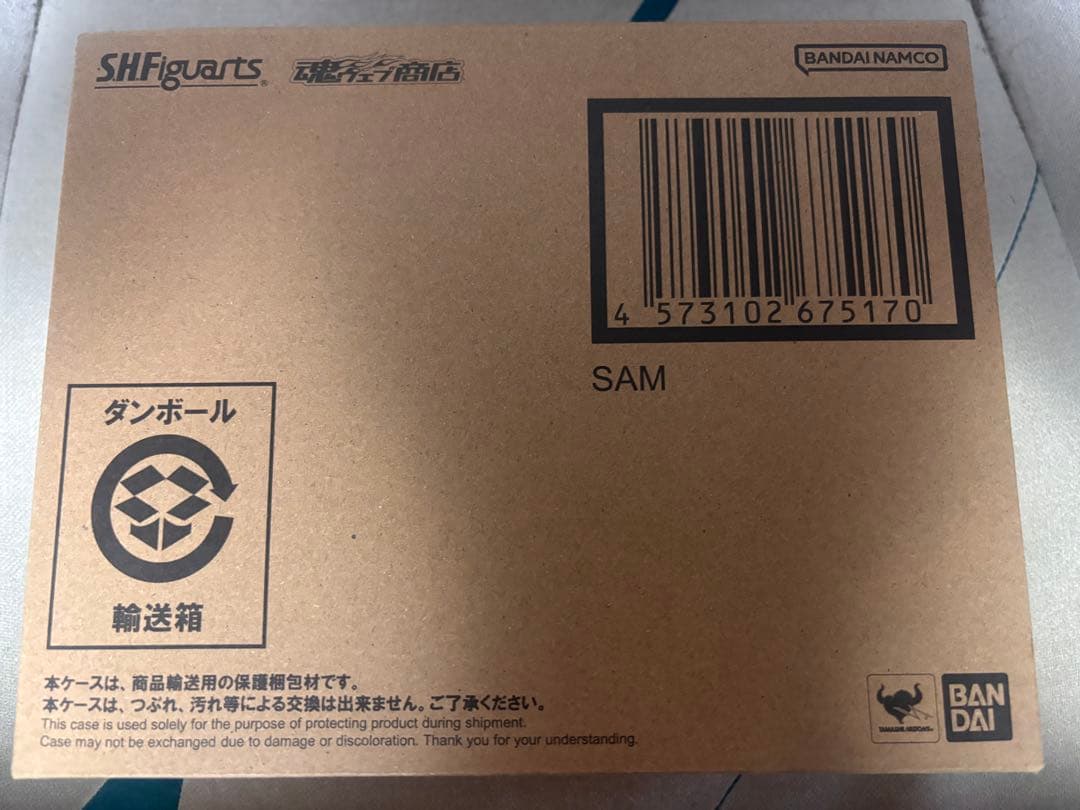 S.H.Figuarts®
魂ウェブ商店
BANDAI NAMCO
4 573102 675170
SAM
ダンボール
輸送箱
本ケースは、商品輸送用の保護梱包材です。
本ケースは、つぶれ、汚れ等による交換は出来ません。ご了承ください。
This case is used solely for the purpose of protecting product during shipment.
Case may not be exchanged due to damage or discoloration. Thank you for your understanding.
TAMASHII NATIONS
BAN
DAI